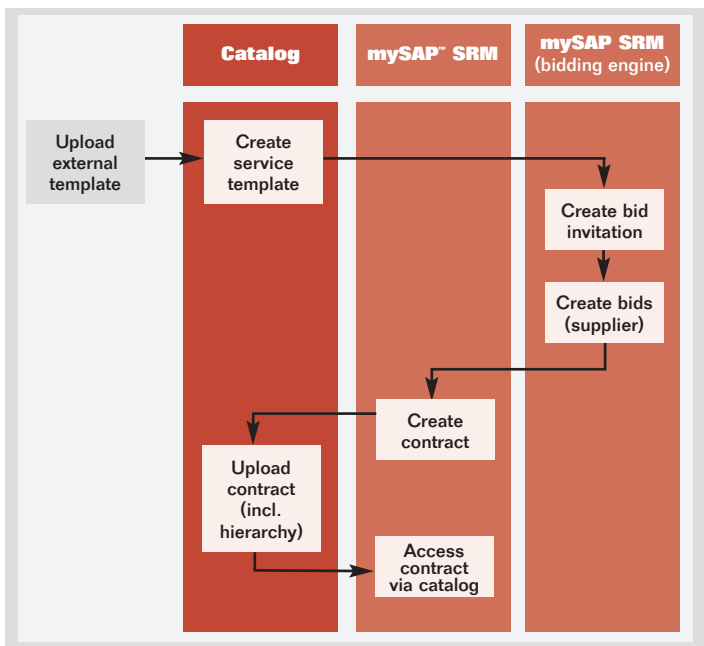 Catalog
mySAP™ SRM
mySAP SRM
(bidding engine)
Upload
external
template
Create
service
template
Create bid
invitation
Create bids
(supplier)
Create
contract
Upload
contract
(incl.
hierarchy)
Access
contract
via catalog